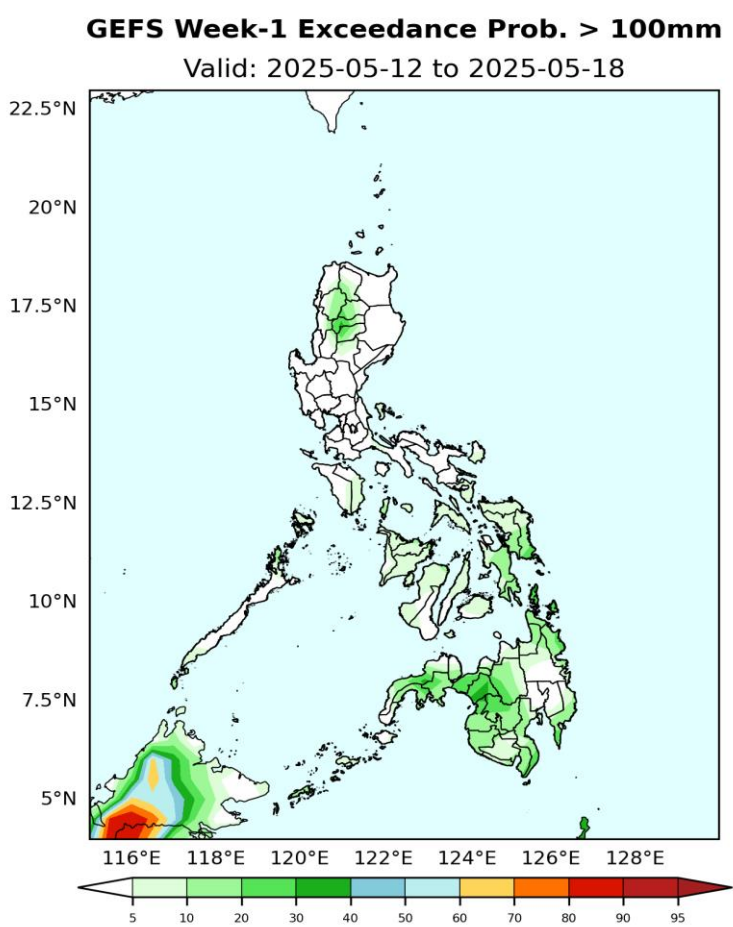 GEFS Week-1 Exceedance Prob. > 100mm
Valid: 2025-05-12 to 2025-05-18
22.5°N
20°N
17.5°N
15°N
12.5°N
10°N
7.5°N
5°N
116°E 118°E 120°E 122°E 124°E 126°E 128°E
5 10 20 30 40 50 60 70 80 90 95